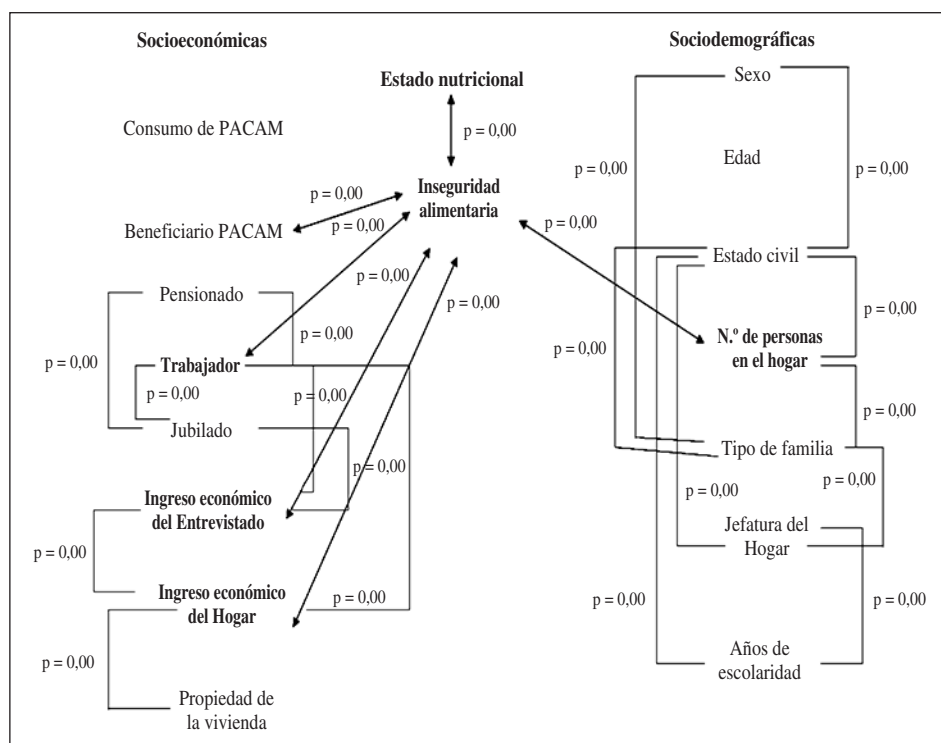 Socioeconómicas
Sociodemográficas
Estado nutricional
Sexo
Consumo de PACAM
p = 0,00
Edad
p = 0,00
p = 0,00
p = 0,00
Inseguridad
alimentaria
p = 0,00
Beneficiario PACAM
p = 0,00
Estado civil
p = 0,00
p = 0,00
Pensionado
p = 0,00
p = 0,00
N.º de personas
en el hogar
p = 0,00
p = 0,00
Trabajador
p = 0,00
p = 0,00
p = 0,00
Jubilado
Tipo de familia
p = 0,00
p = 0,00
p = 0,00
Ingreso económico
del Entrevistado
Jefatura del
Hogar
p = 0,00
Ingreso económico
del Hogar
p = 0,00
p = 0,00
p = 0,00
Años de
escolaridad
p = 0,00
Propiedad de
la vivienda